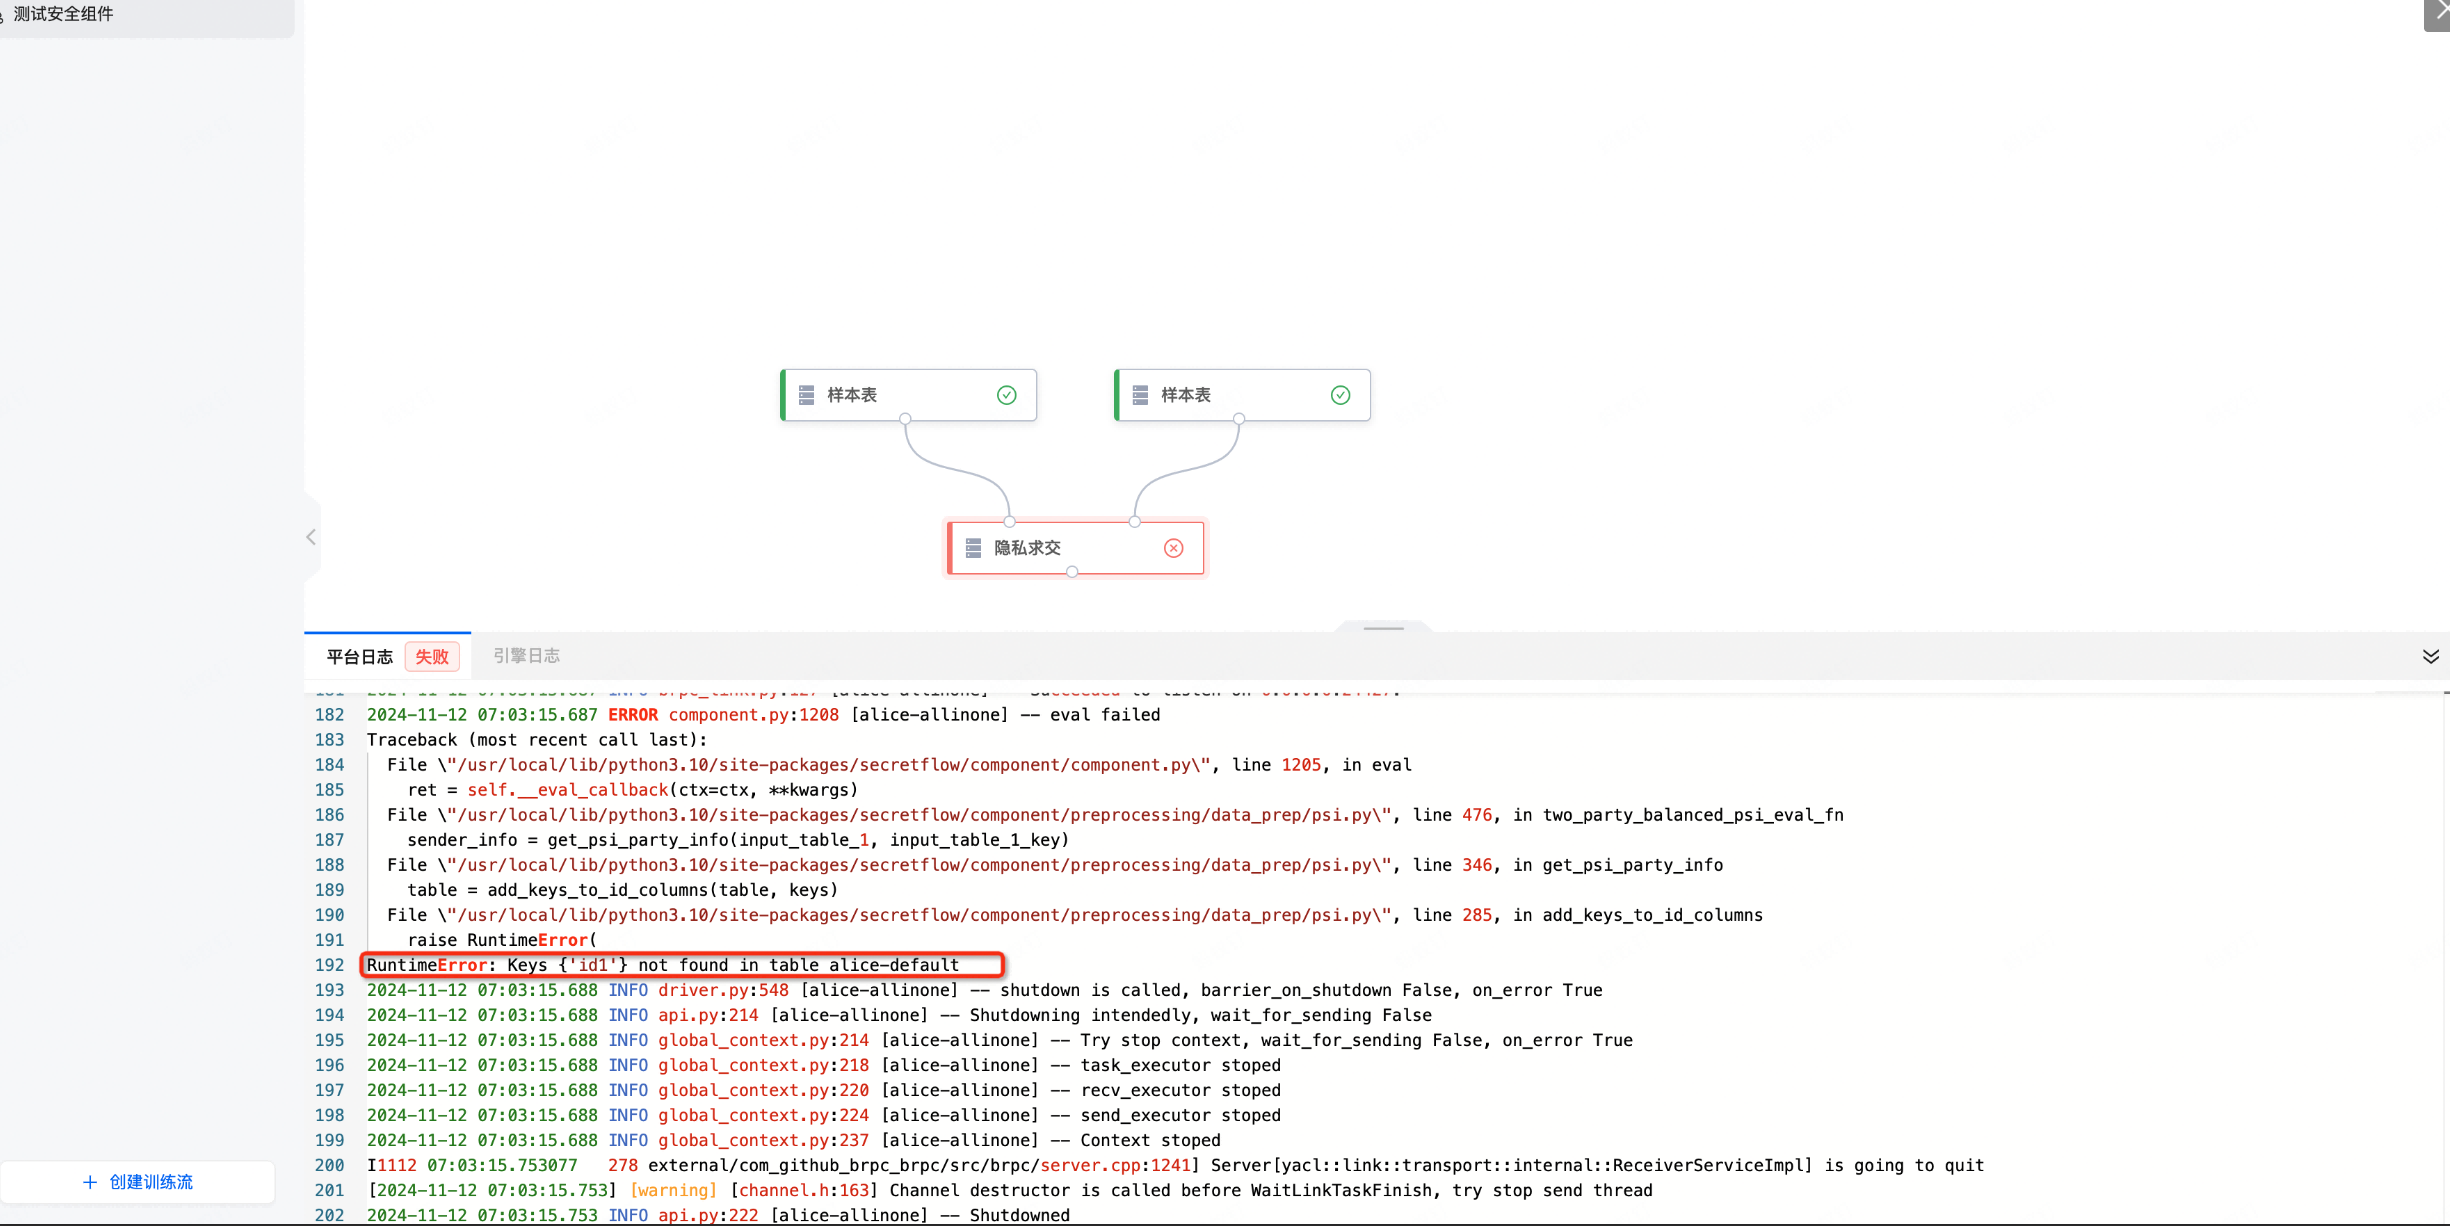 测试安全组件
样本表
样本表
隐私求交
平台日志 失败 引擎日志
182 2024-11-12 07:03:15.687 ERROR component.py:1208 [alice-allinone] -- eval failed
183 Traceback (most recent call last):
184 File \"/usr/local/lib/python3.10/site-packages/secretflow/component/component.py\", line 1205, in eval
185 ret = self.__eval_callback(ctx=ctx, **kwargs)
186 File \"/usr/local/lib/python3.10/site-packages/secretflow/component/preprocessing/data_prep/psi.py\", line 476, in two_party_balanced_psi_eval_fn
187 sender_info = get_psi_party_info(input_table_1, input_table_1_key)
188 File \"/usr/local/lib/python3.10/site-packages/secretflow/component/preprocessing/data_prep/psi.py\", line 346, in get_psi_party_info
189 table = add_keys_to_id_columns(table, keys)
190 File \"/usr/local/lib/python3.10/site-packages/secretflow/component/preprocessing/data_prep/psi.py\", line 285, in add_keys_to_id_columns
191 raise RuntimeError(
192 RuntimeError: Keys {'id1'} not found in table alice-default
193 2024-11-12 07:03:15.688 INFO driver.py:548 [alice-allinone] -- shutdown is called, barrier_on_shutdown False, on_error True
194 2024-11-12 07:03:15.688 INFO api.py:214 [alice-allinone] -- Shutdowning intendedly, wait_for_sending False
195 2024-11-12 07:03:15.688 INFO global_context.py:214 [alice-allinone] -- Try stop context, wait_for_sending False, on_error True
196 2024-11-12 07:03:15.688 INFO global_context.py:218 [alice-allinone] -- task_executor stoped
197 2024-11-12 07:03:15.688 INFO global_context.py:220 [alice-allinone] -- recv_executor stoped
198 2024-11-12 07:03:15.688 INFO global_context.py:224 [alice-allinone] -- send_executor stoped
199 2024-11-12 07:03:15.688 INFO global_context.py:237 [alice-allinone] -- Context stoped
200 I1112 07:03:15.753077 278 external/com_github_brpc_brpc/src/brpc/server.cpp:1241] Server[yacl::link::transport::internal::ReceiverServiceImpl] is going to quit
201 [2024-11-12 07:03:15.753] [warning] [channel.h:163] Channel destructor is called before WaitLinkTaskFinish, try stop send thread
202 2024-11-12 07:03:15.753 INFO api.py:222 [alice-allinone] -- Shutdowned
+ 创建训练流